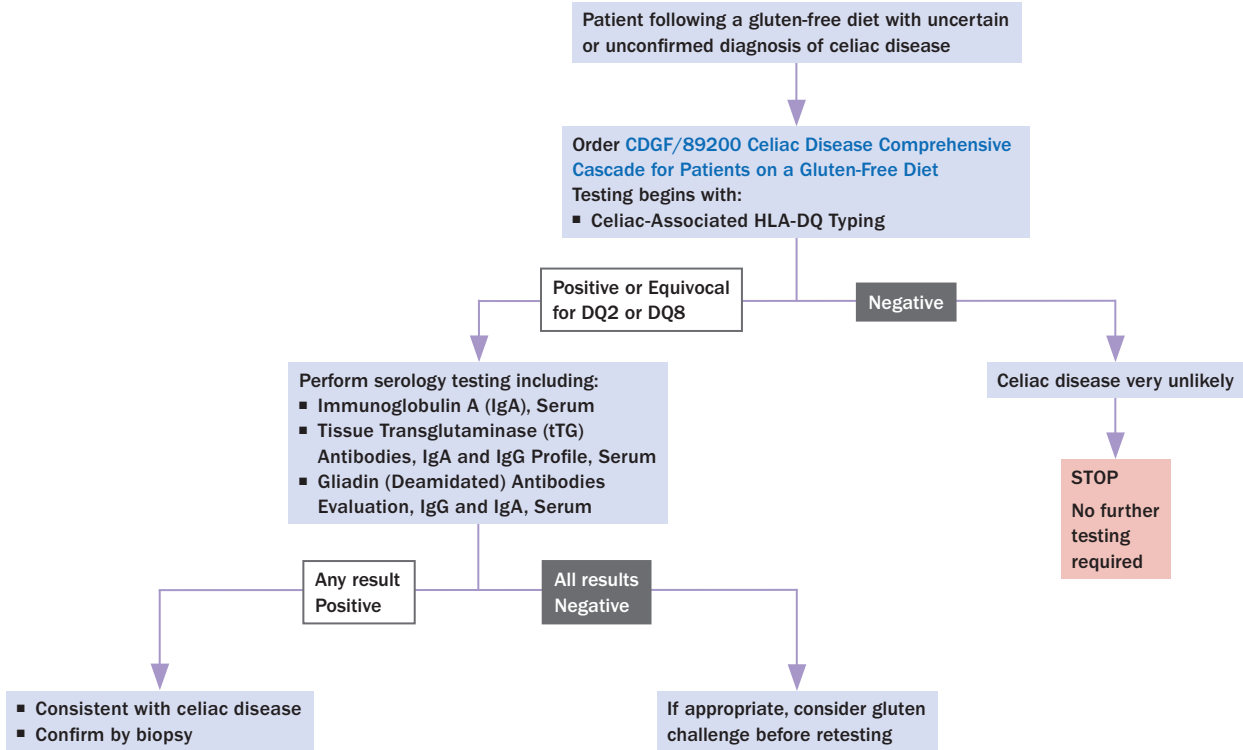 Patient following a gluten-free diet with uncertain
or unconfirmed diagnosis of celiac disease
Order CDGF/89200 Celiac Disease Comprehensive
Cascade for Patients on a Gluten-Free Diet
Testing begins with:
▪ Celiac-Associated HLA-DQ Typing
Positive or Equivocal
for DQ2 or DQ8
Negative
Perform serology testing including:
▪ Immunoglobulin A (IgA), Serum
▪ Tissue Transglutaminase (tTG)
Antibodies, IgA and IgG Profile, Serum
▪ Gliadin (Deamidated) Antibodies
Evaluation, IgG and IgA, Serum
Celiac disease very unlikely
STOP
No further
testing
required
Any result
Positive
All results
Negative
▪ Consistent with celiac disease
▪ Confirm by biopsy
If appropriate, consider gluten
challenge before retesting